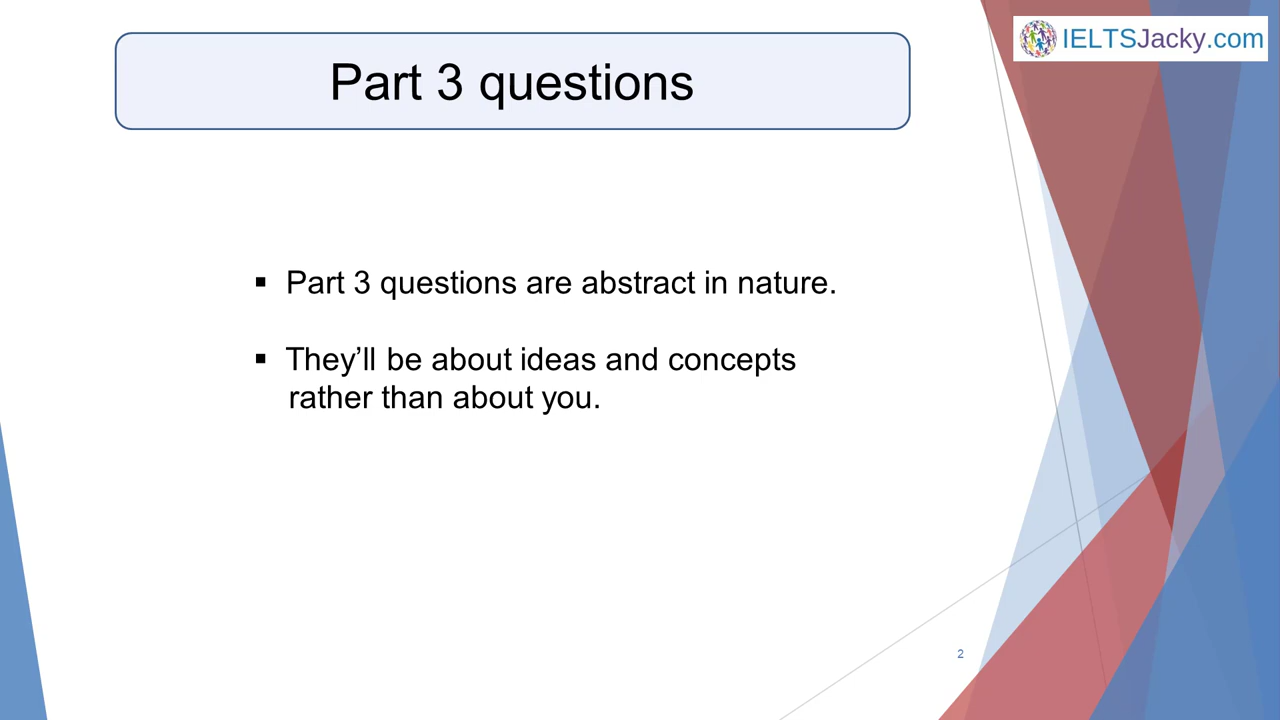 IELTSJacky.com
Part 3 questions
▪ Part 3 questions are abstract in nature.
▪ They’ll be about ideas and concepts
rather than about you.
2